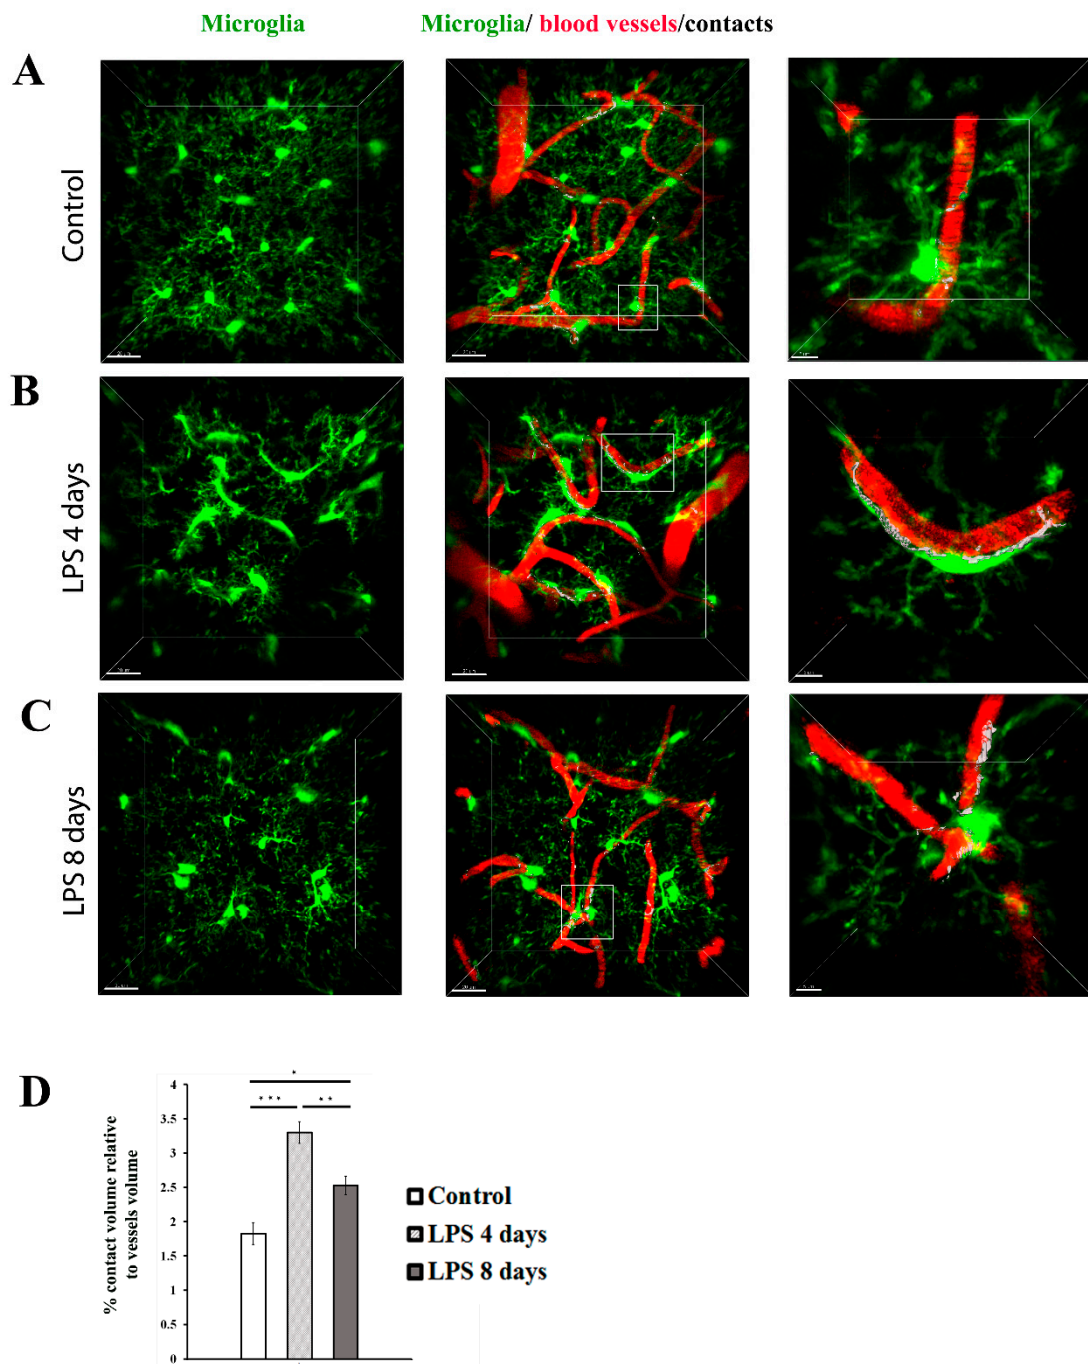 Microglia
Microglia/ blood vessels/contacts
A
Control
B
LPS 4 days
C
LPS 8 days
D
% contact volume relative
to vessels volume
4
3.5
3
2.5
2
1.5
1
0.5
0
*
***
**
Control
LPS 4 days
LPS 8 days